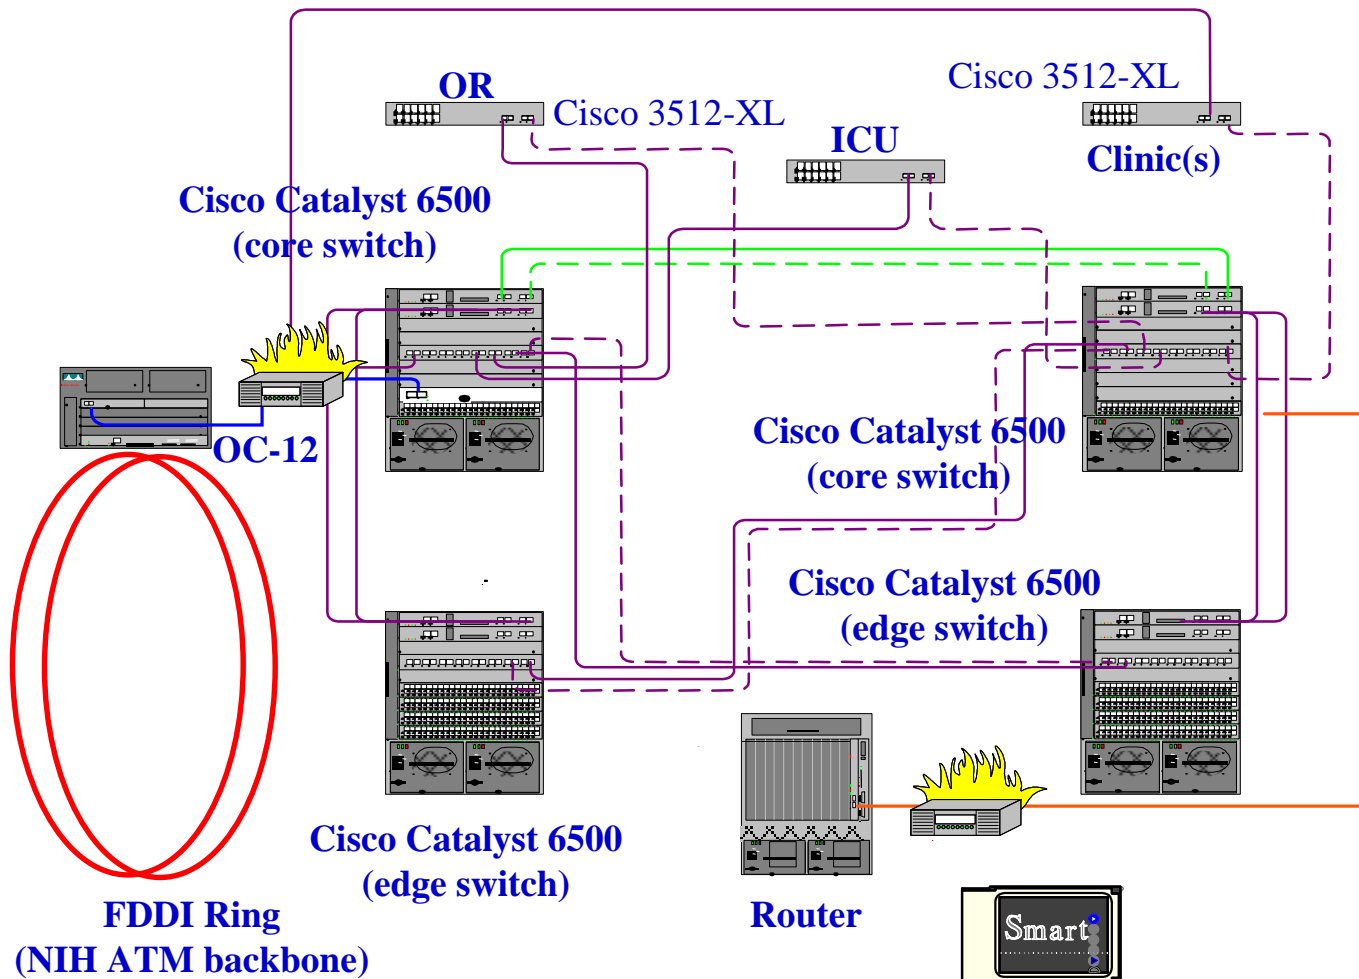 Cisco 3512-XL
OR
Cisco 3512-XL
ICU
Clinic(s)
Cisco Catalyst 6500
(core switch)
OC-12
Cisco Catalyst 6500
(core switch)
Cisco Catalyst 6500
(edge switch)
Cisco Catalyst 6500
(edge switch)
Router
FDDI Ring
(NIH ATM backbone)
Smart